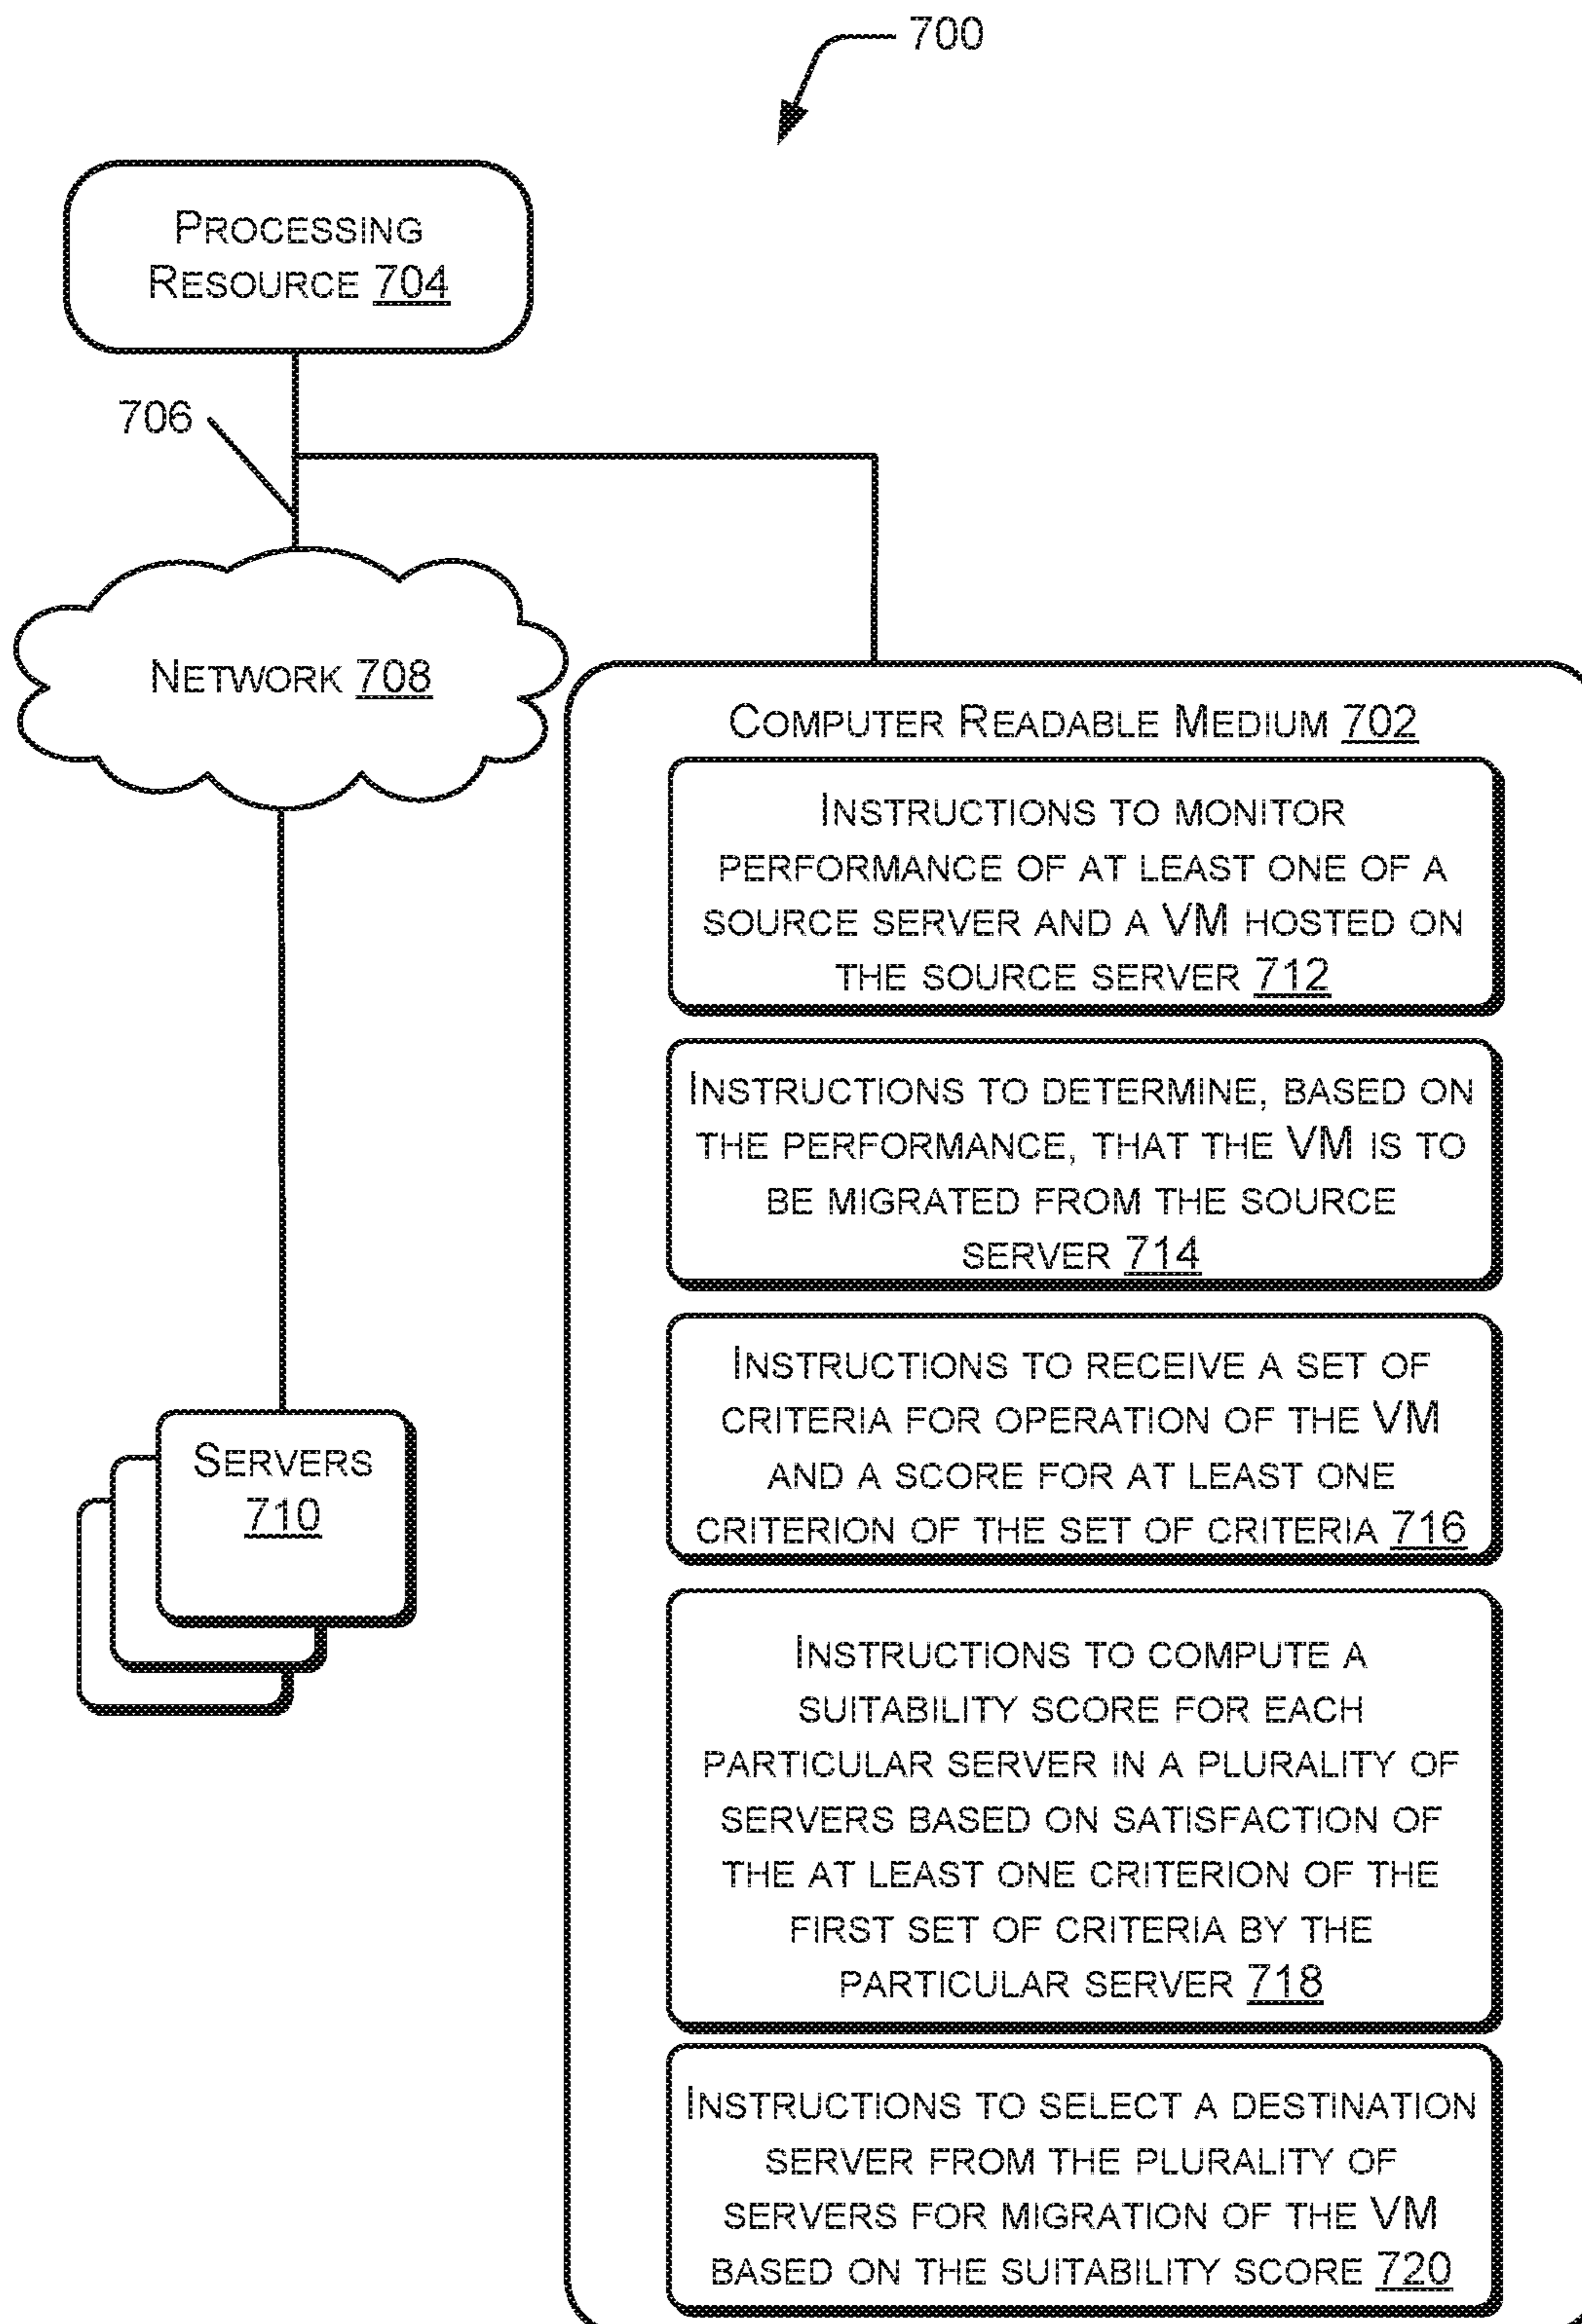 700
PROCESSING
RESOURCE 704
706
NETWORK 708
COMPUTER READABLE MEDIUM 702
INSTRUCTIONS TO MONITOR
PERFORMANCE OF AT LEAST ONE OF A
SOURCE SERVER AND A VM HOSTED ON
THE SOURCE SERVER 712
INSTRUCTIONS TO DETERMINE, BASED ON
THE PERFORMANCE, THAT THE VM IS TO
BE MIGRATED FROM THE SOURCE
SERVER 714
INSTRUCTIONS TO RECEIVE A SET OF
CRITERIA FOR OPERATION OF THE VM
AND A SCORE FOR AT LEAST ONE
CRITERION OF THE SET OF CRITERIA 716
SERVERS
710
INSTRUCTIONS TO COMPUTE A
SUITABILITY SCORE FOR EACH
PARTICULAR SERVER IN A PLURALITY OF
SERVERS BASED ON SATISFACTION OF
THE AT LEAST ONE CRITERION OF THE
FIRST SET OF CRITERIA BY THE
PARTICULAR SERVER 718
INSTRUCTIONS TO SELECT A DESTINATION
SERVER FROM THE PLURALITY OF
SERVERS FOR MIGRATION OF THE VM
BASED ON THE SUITABILITY SCORE 720